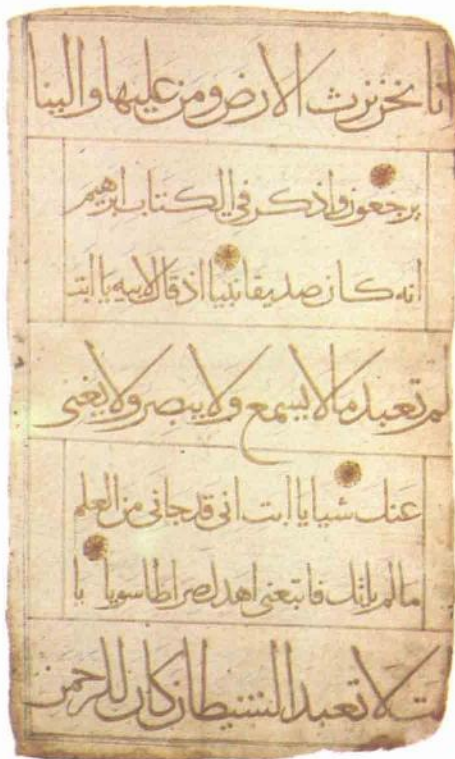 انا نحن نرث الارض ومن عليها والينا
يرجعون واذكر في الكتاب ابرهيم
انه كان صديقا نبيا اذ قال لابيه يا ابت
لم تعبد ما لا يسمع ولا يبصر ولا يغني
عنك شيا يا ابت اني قد جاني من العلم
ما لم ياتك فاتبعني اهدك صراطا سويا يا
ابت لا تعبد الشيطان كان للرحمن